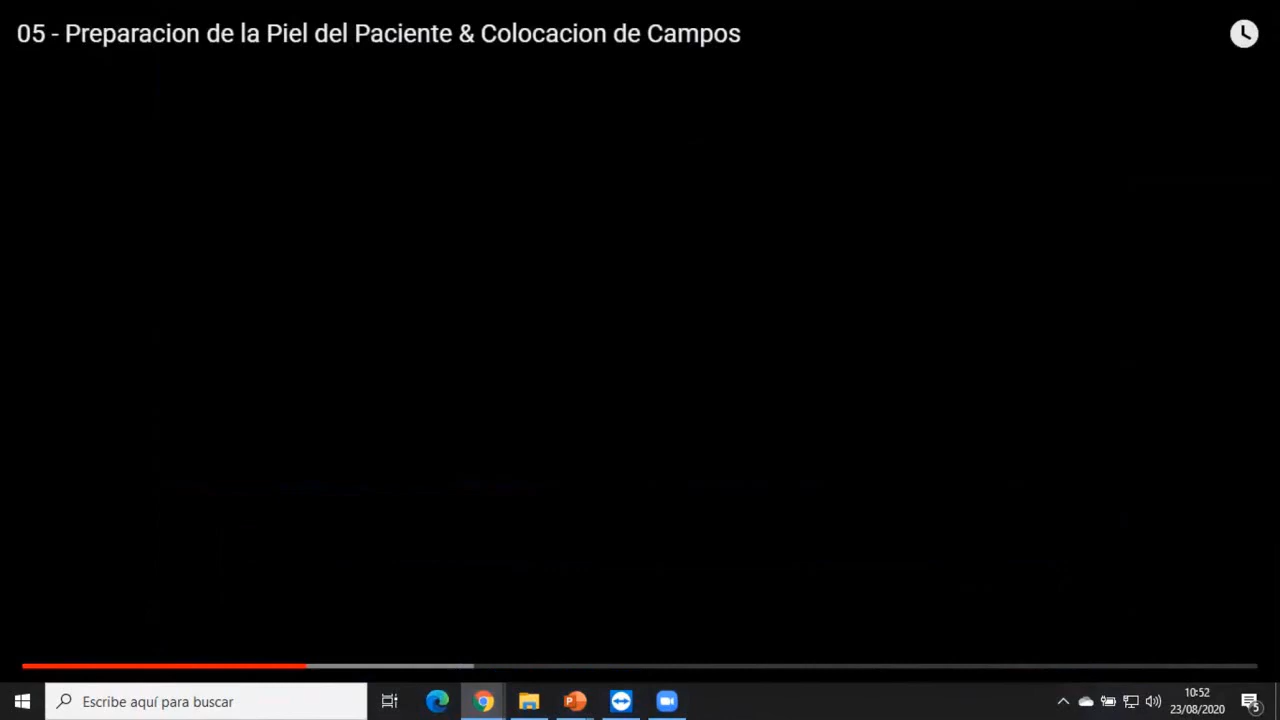 05 - Preparacion de la Piel del Paciente & Colocacion de Campos
Escribe aquí para buscar
10:52
23/08/2020
5